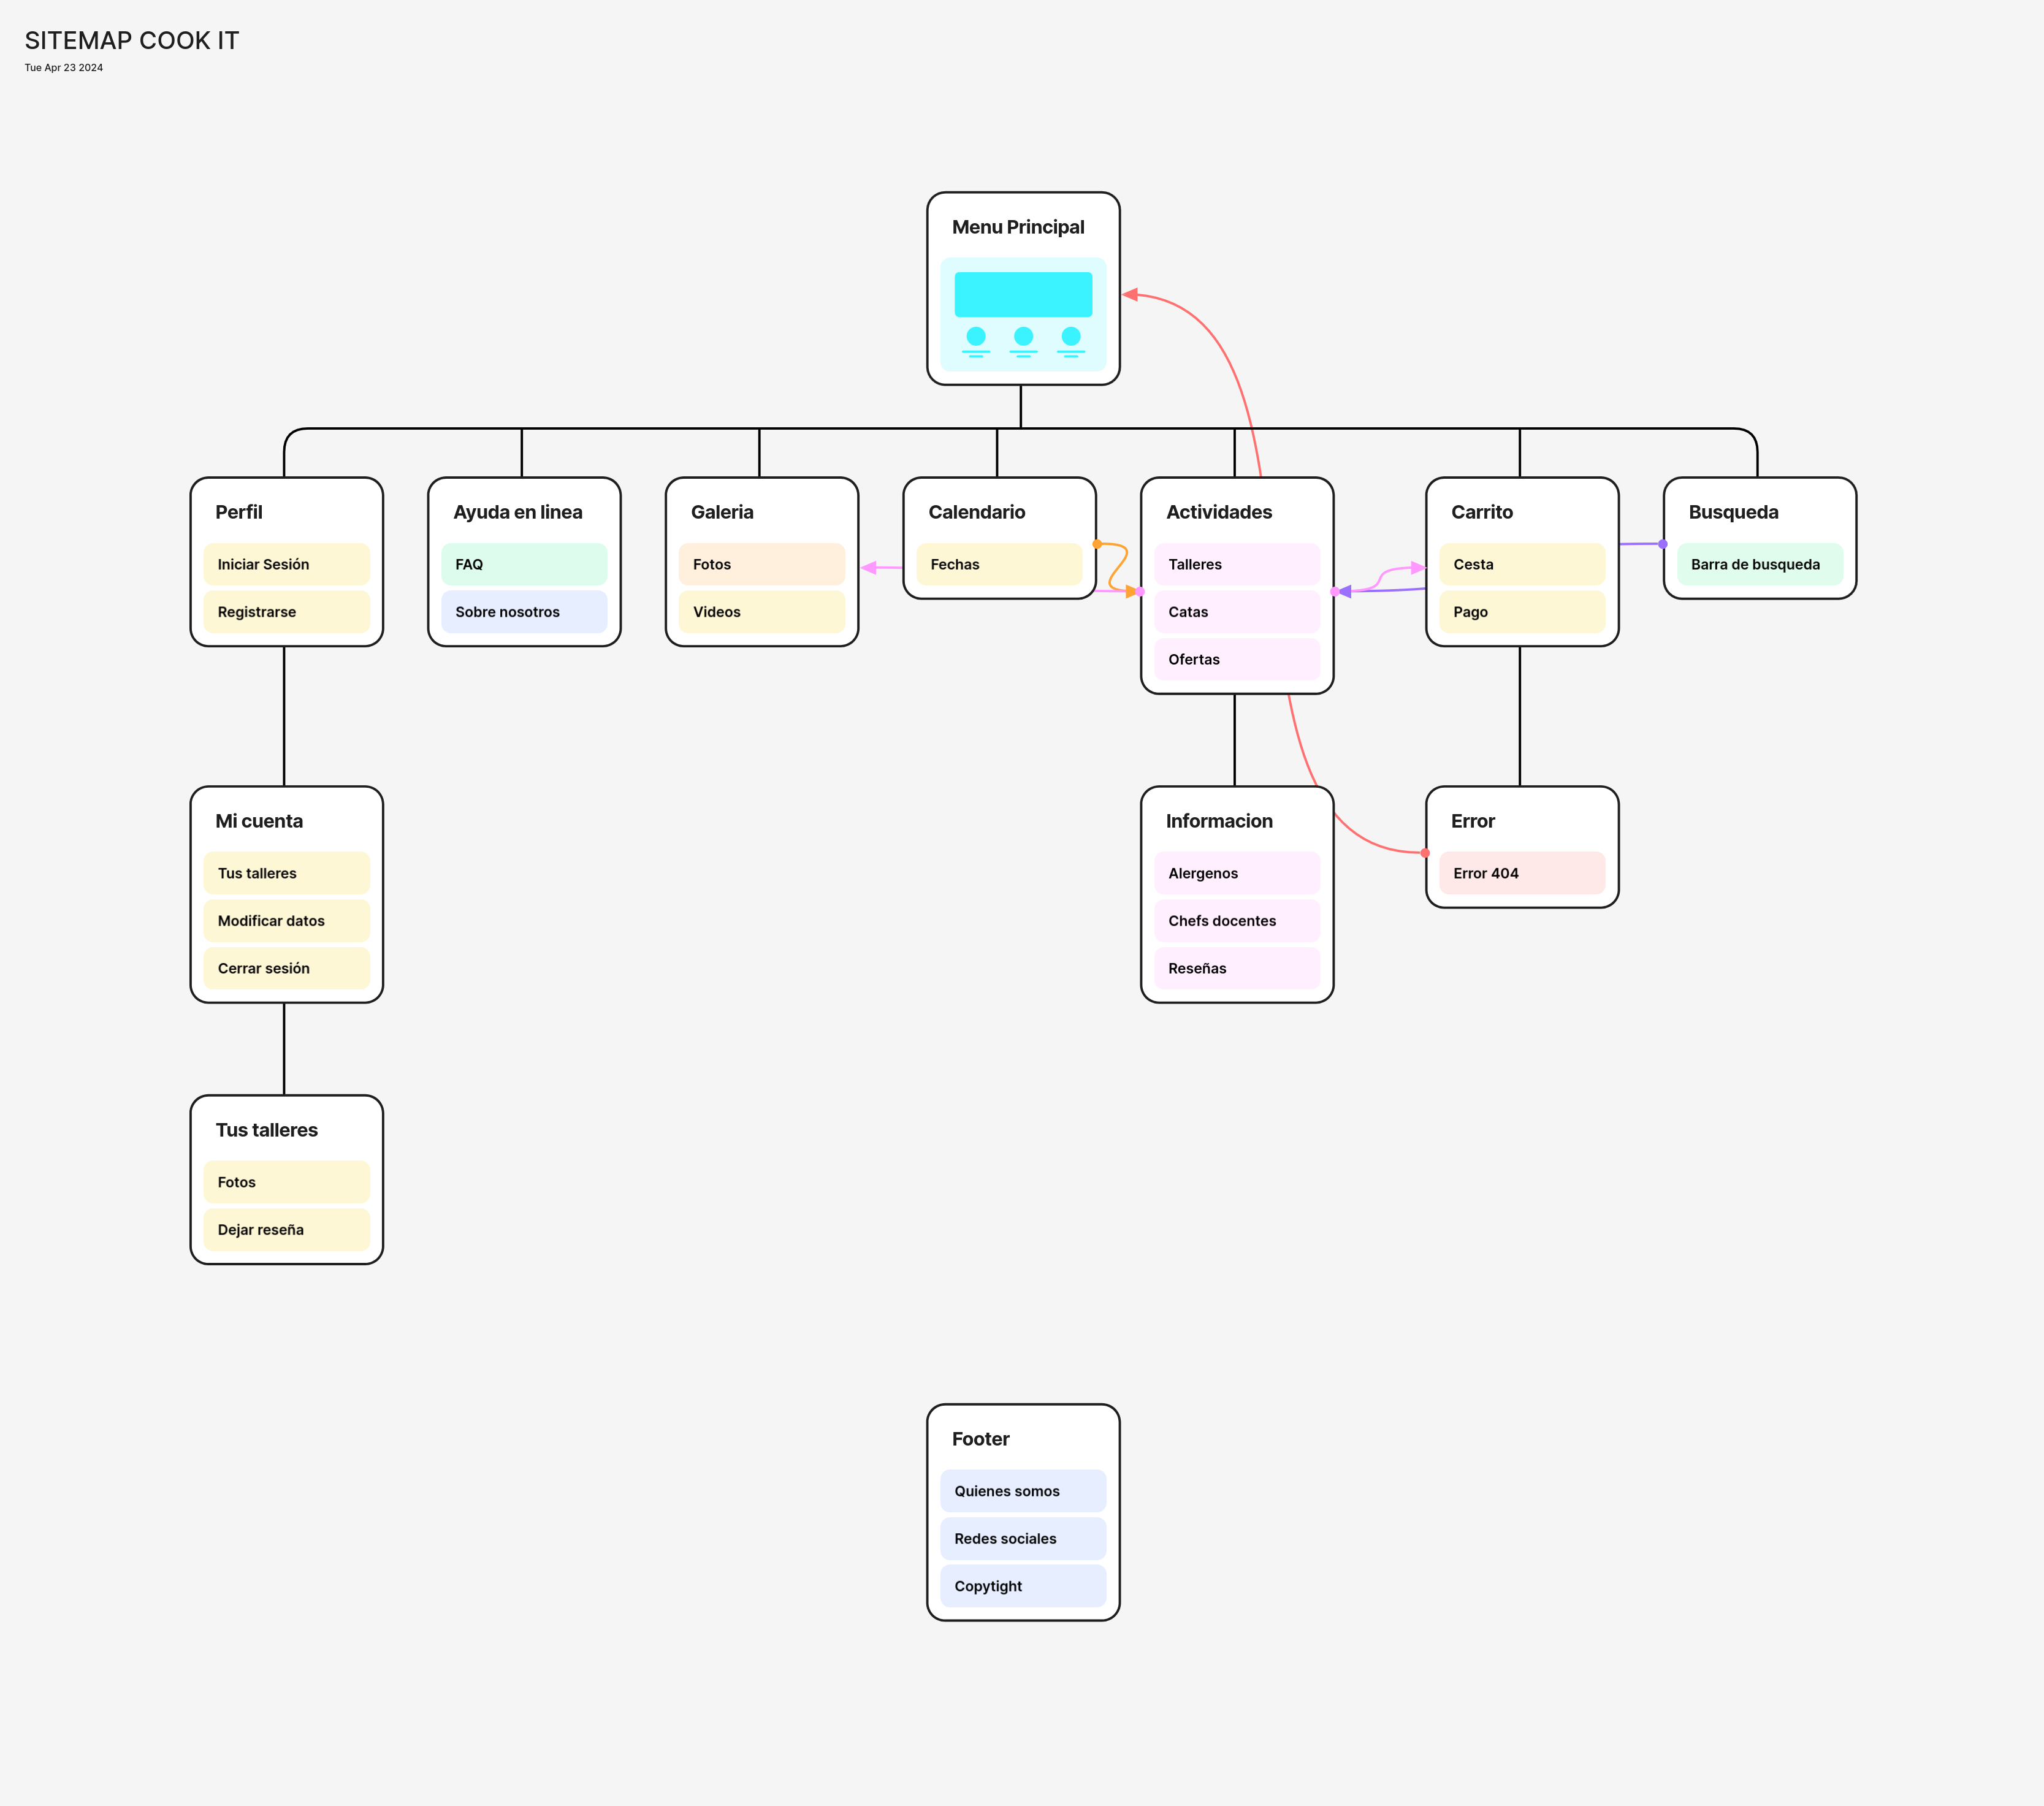 SITEMAP COOK IT
Tue Apr 23 2024
Menu Principal
Perfil
Iniciar Sesión
Registrarse
Ayuda en linea
FAQ
Sobre nosotros
Galeria
Fotos
Videos
Calendario
Fechas
Actividades
Talleres
Catas
Ofertas
Carrito
Cesta
Pago
Busqueda
Barra de busqueda
Mi cuenta
Tus talleres
Modificar datos
Cerrar sesión
Informacion
Alergenos
Chefs docentes
Reseñas
Error
Error 404
Tus talleres
Fotos
Dejar reseña
Footer
Quienes somos
Redes sociales
Copytight